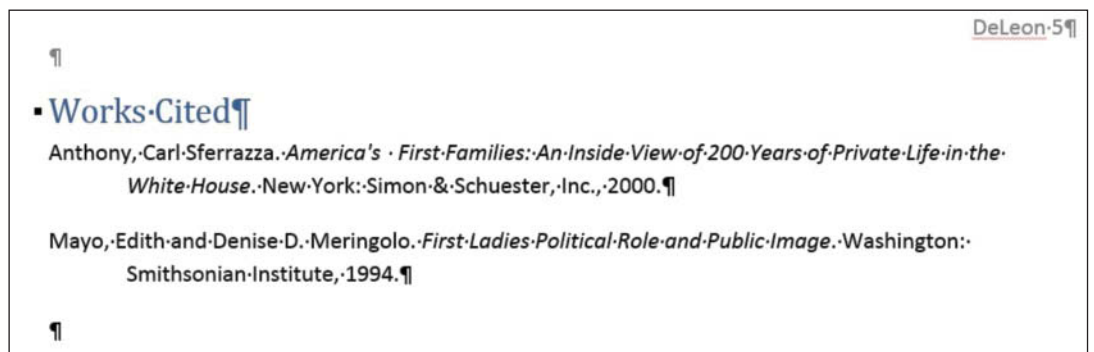 DeLeon·5¶
¶
▪Works·Cited¶
Anthony,·Carl·Sferrazza.·America's · First·Families:·An·Inside·View·of·200·Years·of·Private·Life·in·the·
White·House.·New·York:·Simon·&·Schuester,·Inc.,·2000.¶
Mayo,·Edith·and·Denise·D.·Meringolo.·First·Ladies·Political·Role·and·Public·Image.·Washington:·
Smithsonian·Institute,·1994.¶
¶